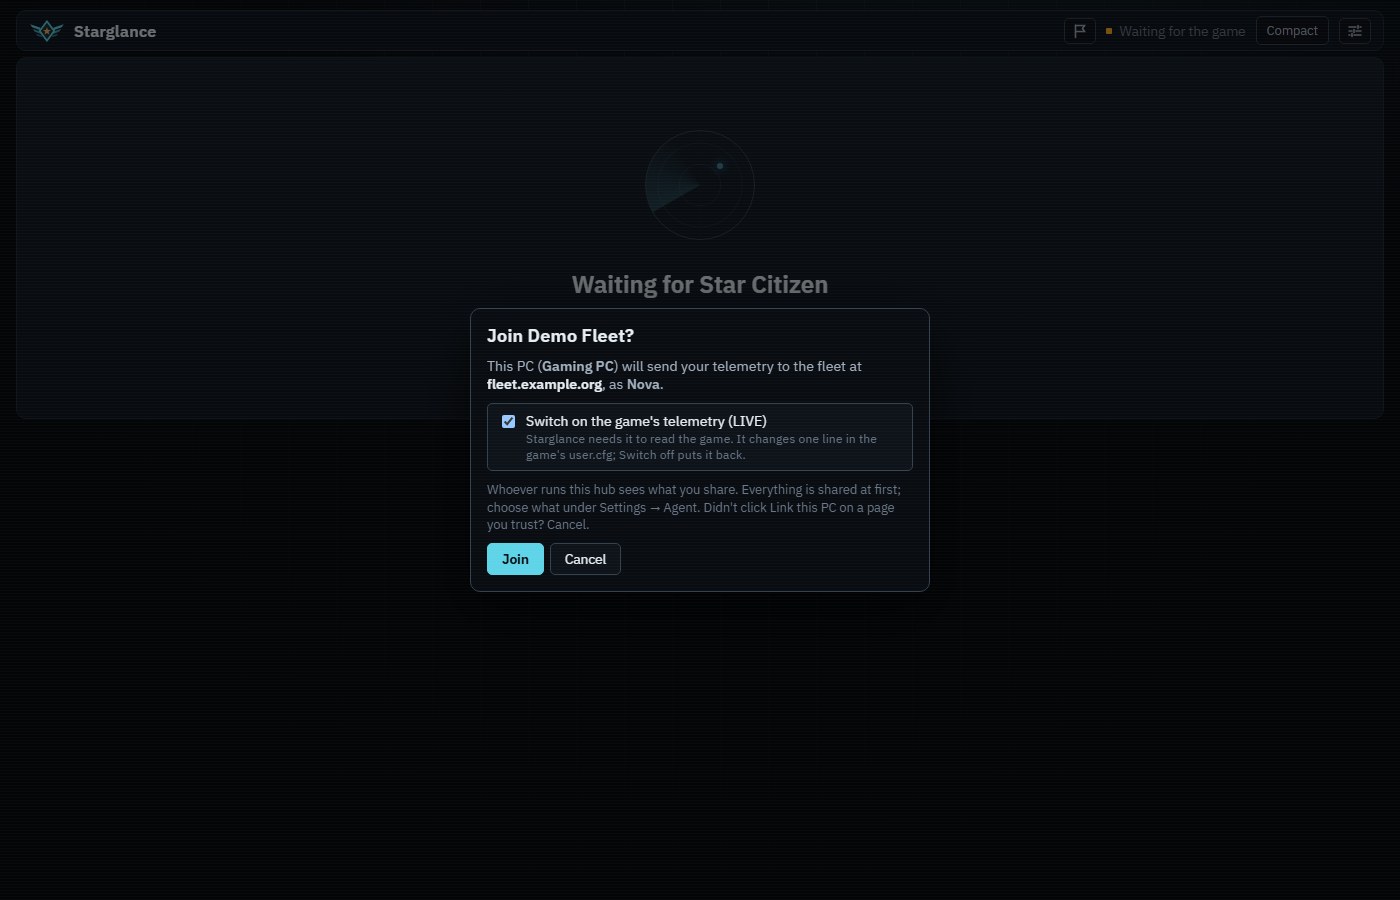 Starglance
Waiting for the game
Compact
Waiting for Star Citizen
Join Demo Fleet?
This PC (Gaming PC) will send your telemetry to the fleet at
fleet.example.org, as Nova.
Switch on the game's telemetry (LIVE)
Starglance needs it to read the game. It changes one line in the
game's user.cfg; Switch off puts it back.
Whoever runs this hub sees what you share. Everything is shared at first;
choose what under Settings → Agent. Didn't click Link this PC on a page
you trust? Cancel.
Join
Cancel